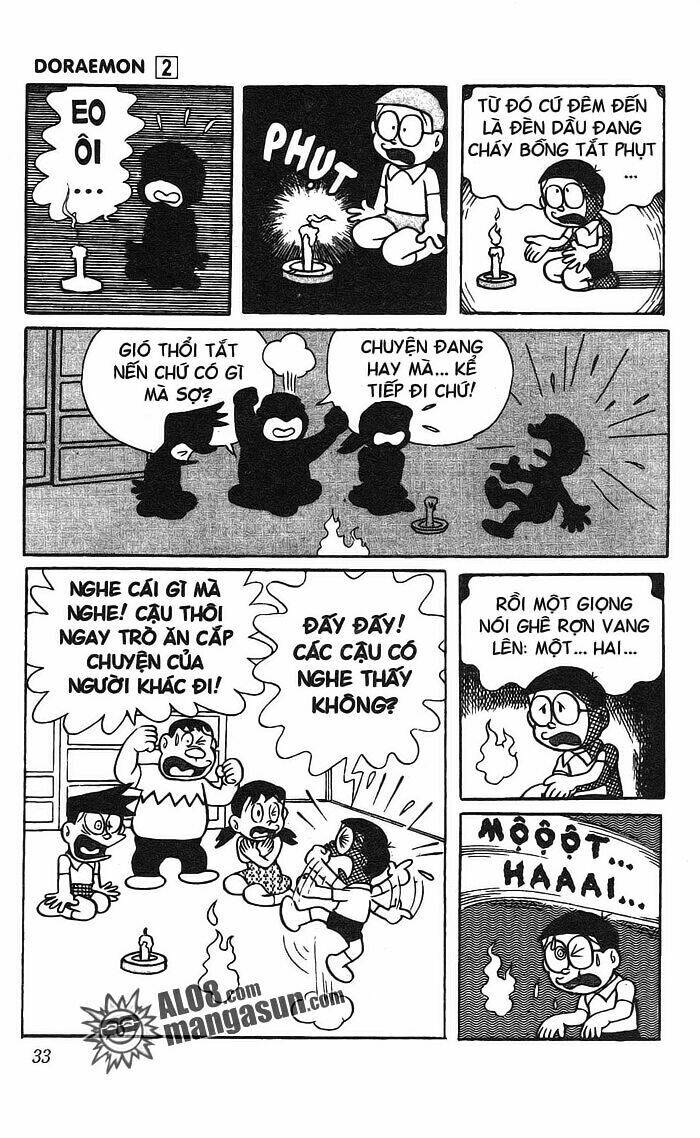 DORAEMON 2
TỪ ĐÓ CỨ ĐÊM ĐẾN
LÀ ĐÈN DẦU ĐANG
CHÁY BỔNG TẮT PHỤT
...
PHỤT
EO
ÔI
...
CHUYỆN ĐANG
HAY MÀ... KỂ
TIẾP ĐI CHỨ!
GIÓ THỔI TẮT
NẾN CHỨ CÓ GÌ
MÀ SỢ?
RỒI MỘT GIỌNG
NÓI GHÊ RỢN VANG
LÊN: MỘT... HAI...
MỘỘỘT...
HAAAI...
ĐẤY ĐẤY!
CÁC CẬU CÓ
NGHE THẤY
KHÔNG?
NGHE CÁI GÌ MÀ
NGHE! CẬU THÔI
NGAY TRÒ ĂN CẮP
CHUYỆN CỦA
NGƯỜI KHÁC ĐI!
ALO8.com
mangasun.com
33